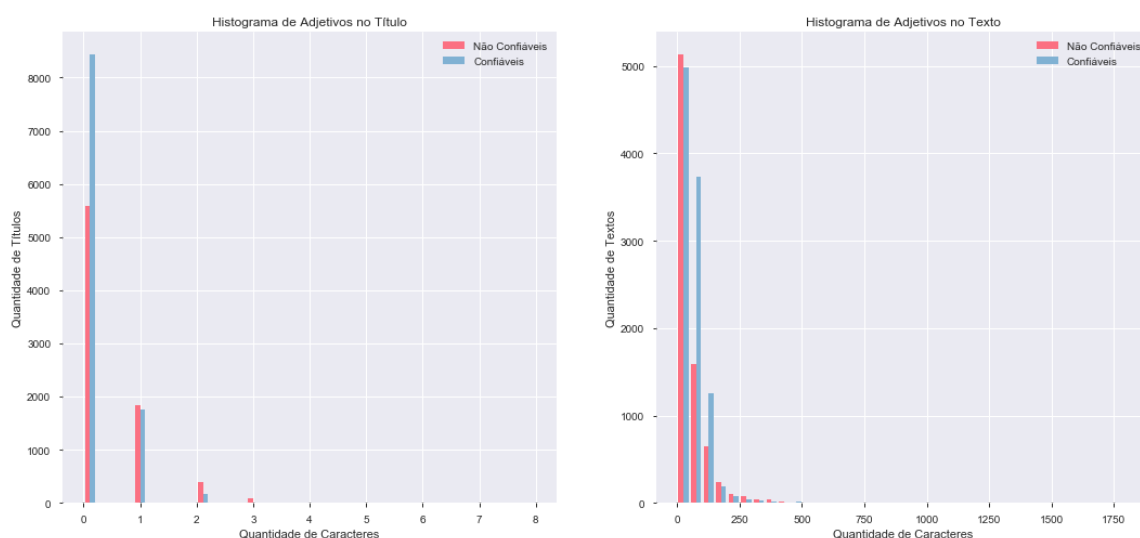 Histograma de Adjetivos no Título
Não Confiáveis
Confiáveis
8000
7000
6000
5000
4000
3000
2000
1000
0
Quantidade de Títulos
0 1 2 3 4 5 6 7 8
Quantidade de Caracteres
Histograma de Adjetivos no Texto
Não Confiáveis
Confiáveis
5000
4000
3000
2000
1000
0
Quantidade de Textos
0 250 500 750 1000 1250 1500 1750
Quantidade de Caracteres